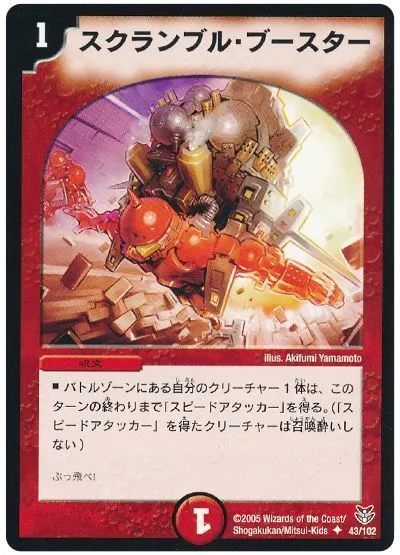 1
スクランブル・ブースター
illus. Akifumi Yamamoto
呪文
■ バトルゾーンにある自分のクリーチャー1体は、この
ターンの終わりまで「スピードアタッカー」を得る。(「ス
ピードアタッカー」を得たクリーチャーは召喚酔いし
ない)
ぶっ飛べ!
1
©2005 Wizards of the Coast/
Shogakukan/Mitsui-Kids ◆ 43/102